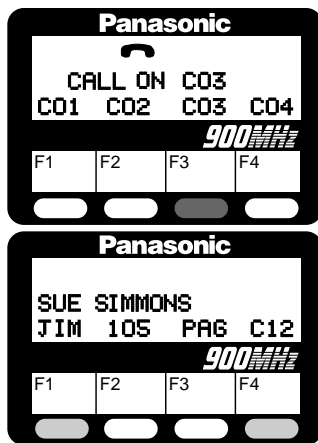 Panasonic
CALL ON CO3
CO1 CO2 CO3 CO4
900MHz
F1 F2 F3 F4
Panasonic
SUE SIMMONS
JIM 105 PAG C12
900MHz
F1 F2 F3 F4